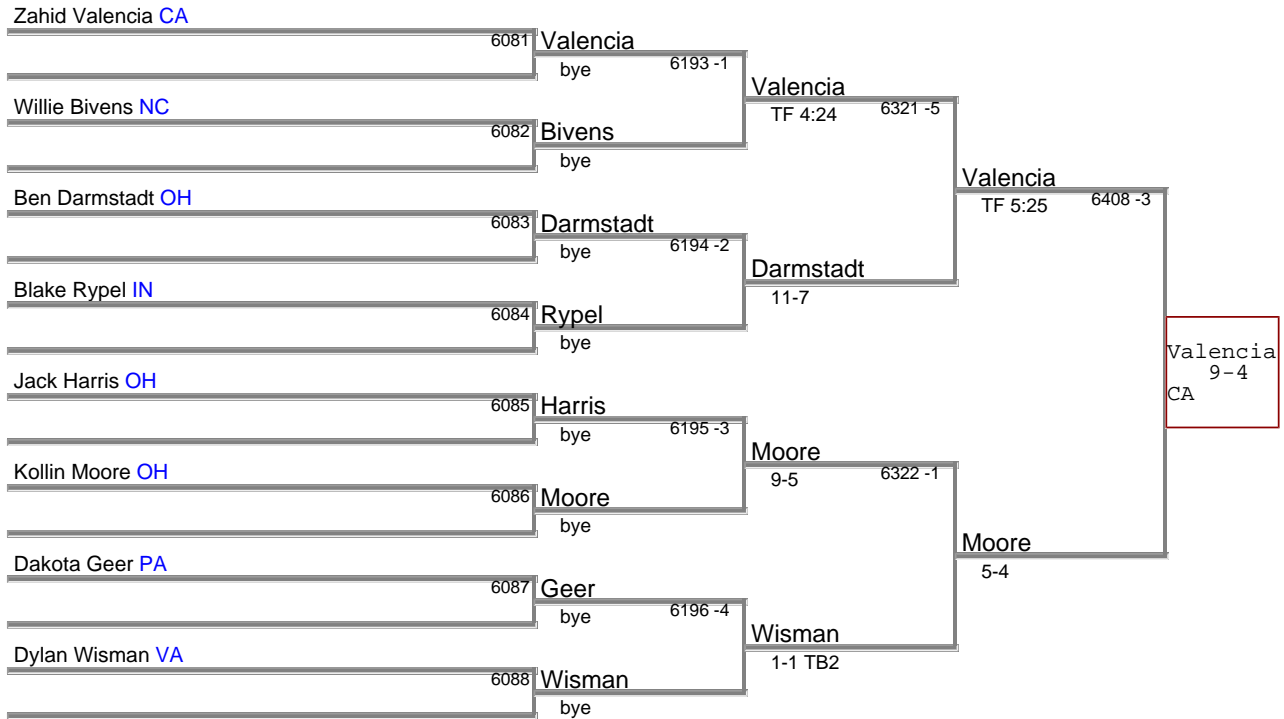 Zahid Valencia CA
6081 Valencia
bye 6193 -1
Valencia
TF 4:24 6321 -5
Willie Bivens NC
6082 Bivens
bye
Valencia
TF 5:25 6408 -3
Ben Darmstadt OH
6083 Darmstadt
bye 6194 -2
Darmstadt
11-7
Blake Rypel IN
6084 Rypel
bye
Valencia
9-4
CA
Jack Harris OH
6085 Harris
bye 6195 -3
Moore
9-5 6322 -1
Kollin Moore OH
6086 Moore
bye
Moore
5-4
Dakota Geer PA
6087 Geer
bye 6196 -4
Wisman
1-1 TB2
Dylan Wisman VA
6088 Wisman
bye